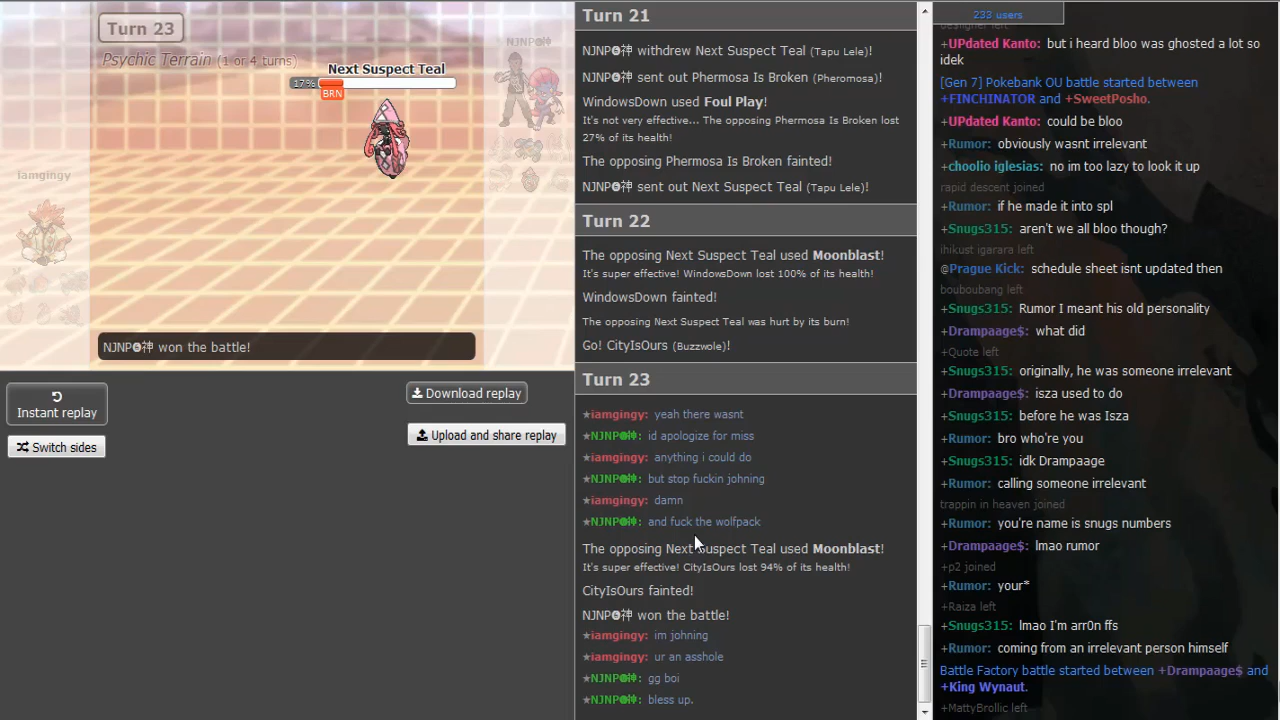 Turn 23
Psychic Terrain (1 or 4 turns)
Next Suspect Teal
17%
BRN
iamgingy
NJNP✪神
NJNP✪神 won the battle!
Instant replay
Switch sides
Download replay
Upload and share replay
Turn 21
NJNP✪神 withdrew Next Suspect Teal (Tapu Lele)!
NJNP✪神 sent out Phermosa Is Broken (Pheromosa)!
WindowsDown used Foul Play!
It's not very effective... The opposing Phermosa Is Broken lost
27% of its health!
The opposing Phermosa Is Broken fainted!
NJNP✪神 sent out Next Suspect Teal (Tapu Lele)!
Turn 22
The opposing Next Suspect Teal used Moonblast!
It's super effective! WindowsDown lost 100% of its health!
WindowsDown fainted!
The opposing Next Suspect Teal was hurt by its burn!
Go! CityIsOurs (Buzzwole)!
Turn 23
★iamgingy: yeah there wasnt
★NJNP✪神: id apologize for miss
★iamgingy: anything i could do
★NJNP✪神: but stop fuckin johning
★iamgingy: damn
★NJNP✪神: and fuck the wolfpack
The opposing Next Suspect Teal used Moonblast!
It's super effective! CityIsOurs lost 94% of its health!
CityIsOurs fainted!
NJNP✪神 won the battle!
★iamgingy: im johning
★iamgingy: ur an asshole
★NJNP✪神: gg boi
★NJNP✪神: bless up.
233 users
designer left
+UPdated Kanto: but i heard bloo was ghosted a lot so
idek
[Gen 7] Pokebank OU battle started between
+FINCHINATOR and +SweetPosho.
+UPdated Kanto: could be bloo
+Rumor: obviously wasnt irrelevant
+choolio iglesias: no im too lazy to look it up
rapid descent joined
+Rumor: if he made it into spl
+Snugs315: aren't we all bloo though?
ihikust igarara left
@Prague Kick: schedule sheet isnt updated then
bouboubang left
+Snugs315: Rumor I meant his old personality
+Drampaage$: what did
+Quote left
+Snugs315: originally, he was someone irrelevant
+Drampaage$: isza used to do
+Snugs315: before he was Isza
+Rumor: bro who're you
+Snugs315: idk Drampaage
+Rumor: calling someone irrelevant
trappin in heaven joined
+Rumor: you're name is snugs numbers
+Drampaage$: lmao rumor
+p2 joined
+Rumor: your*
+Raiza left
+Snugs315: lmao I'm arr0n ffs
+Rumor: coming from an irrelevant person himself
Battle Factory battle started between +Drampaage$ and
+King Wynaut.
+MattyBrollic left